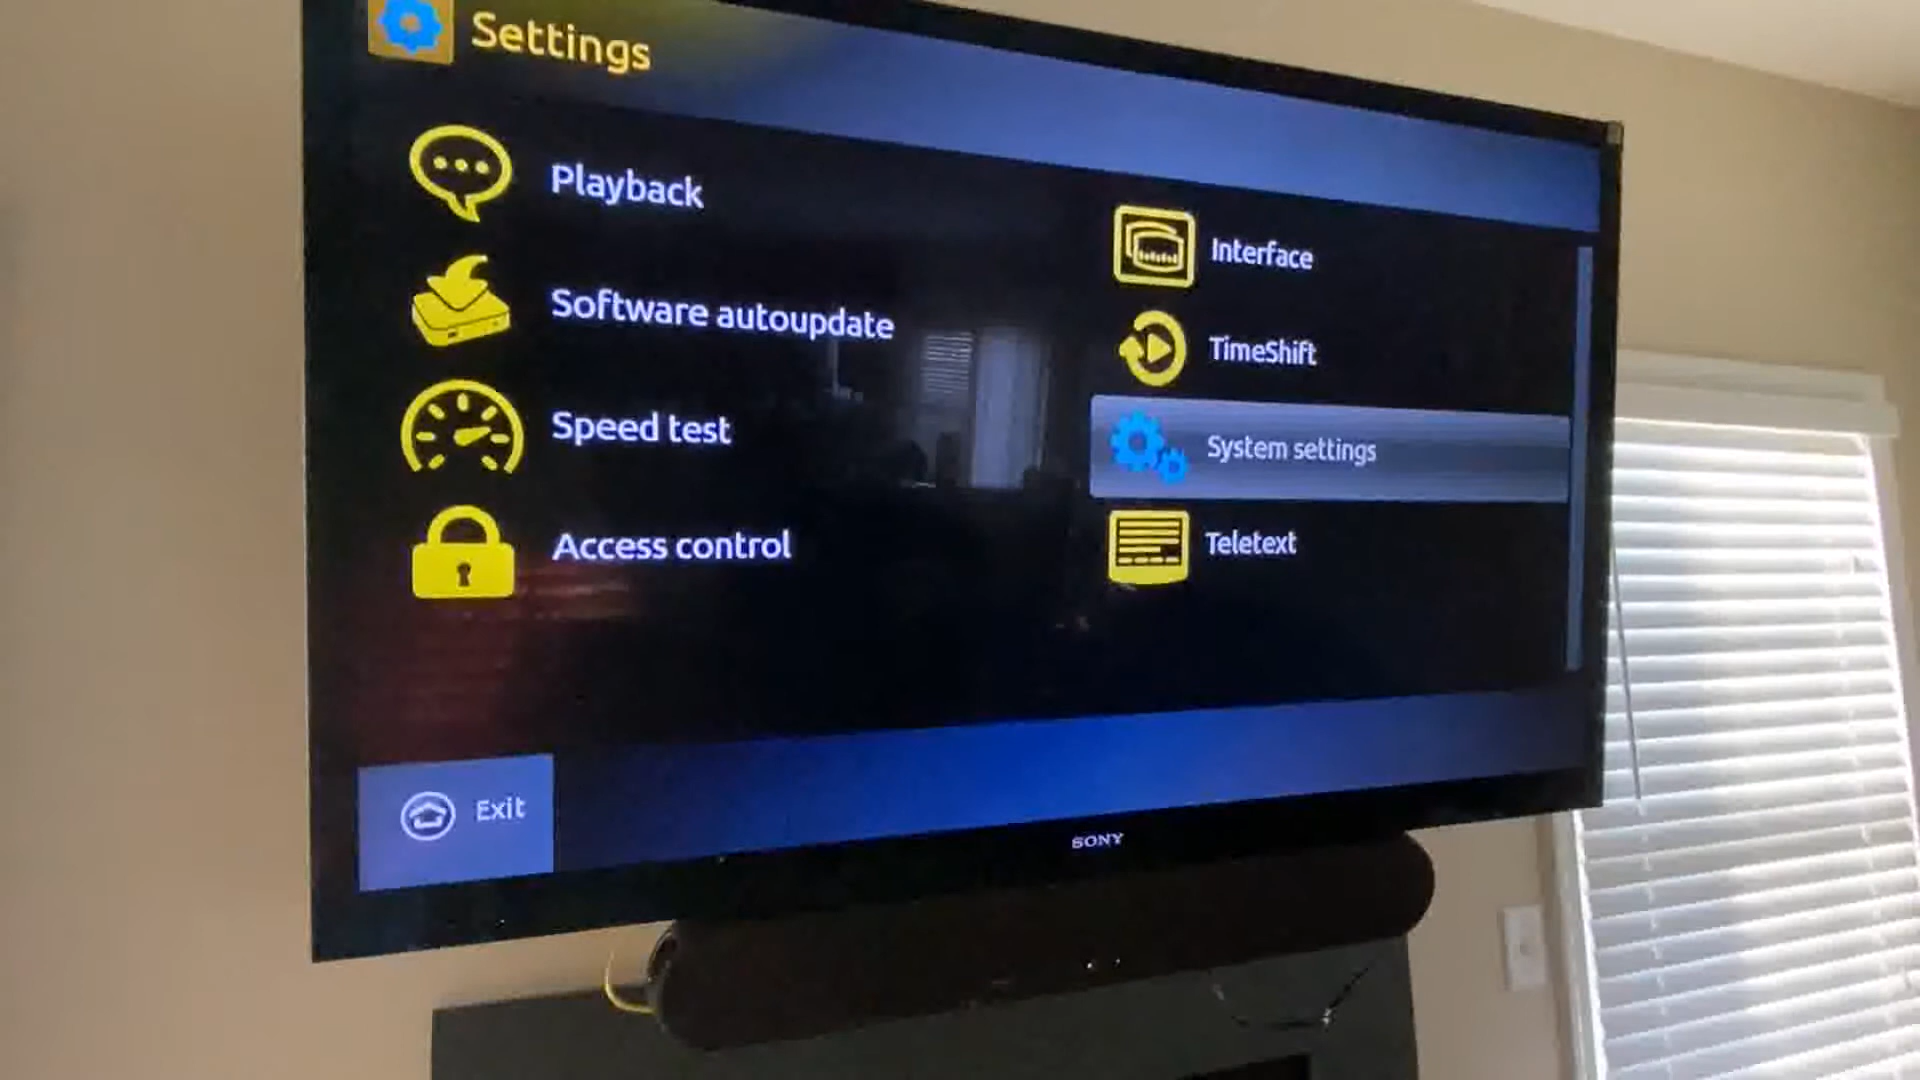 Settings
Playback
Software autoupdate
Speed test
Access control
Interface
TimeShift
System settings
Teletext
Exit
SONY